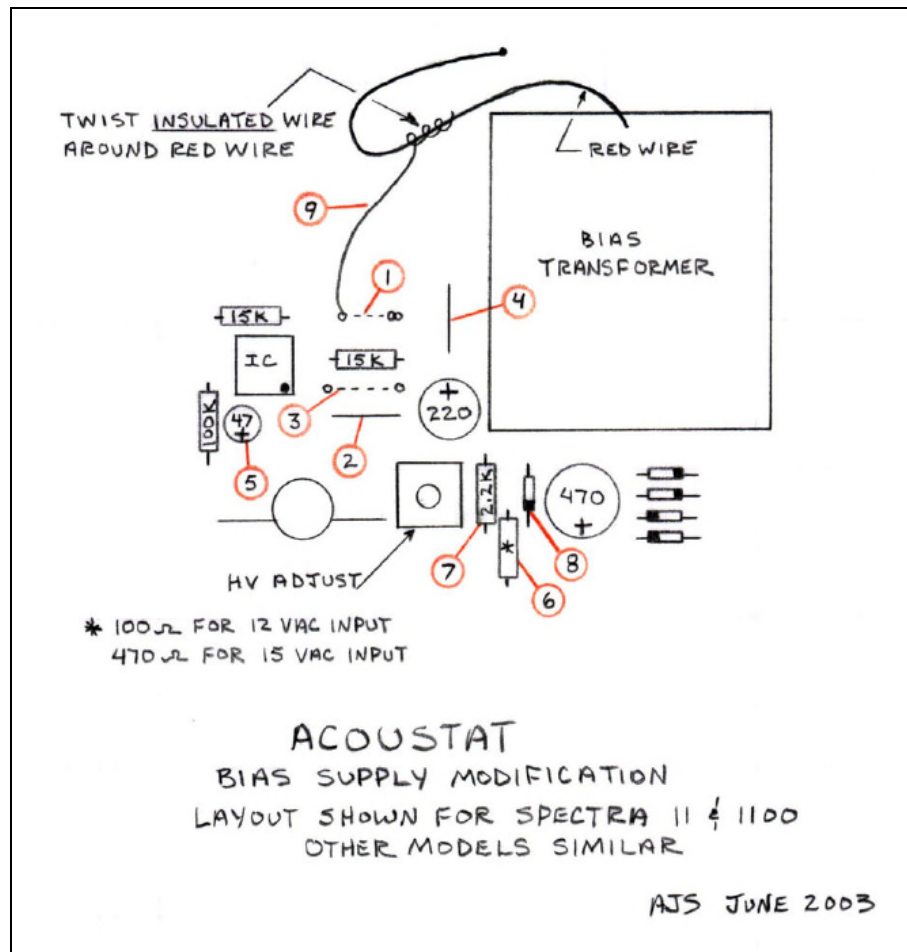 TWIST INSULATED WIRE
AROUND RED WIRE
RED WIRE
9
BIAS
TRANSFORMER
1
4
15K
IC
15K
100K
47
+
3
2
+
220
5
2.2K
470
+
*
7
8
6
HV ADJUST
* 100Ω FOR 12 VAC INPUT
470Ω FOR 15 VAC INPUT
ACOUSTAT
BIAS SUPPLY MODIFICATION
LAYOUT SHOWN FOR SPECTRA 11 & 1100
OTHER MODELS SIMILAR
AJS JUNE 2003